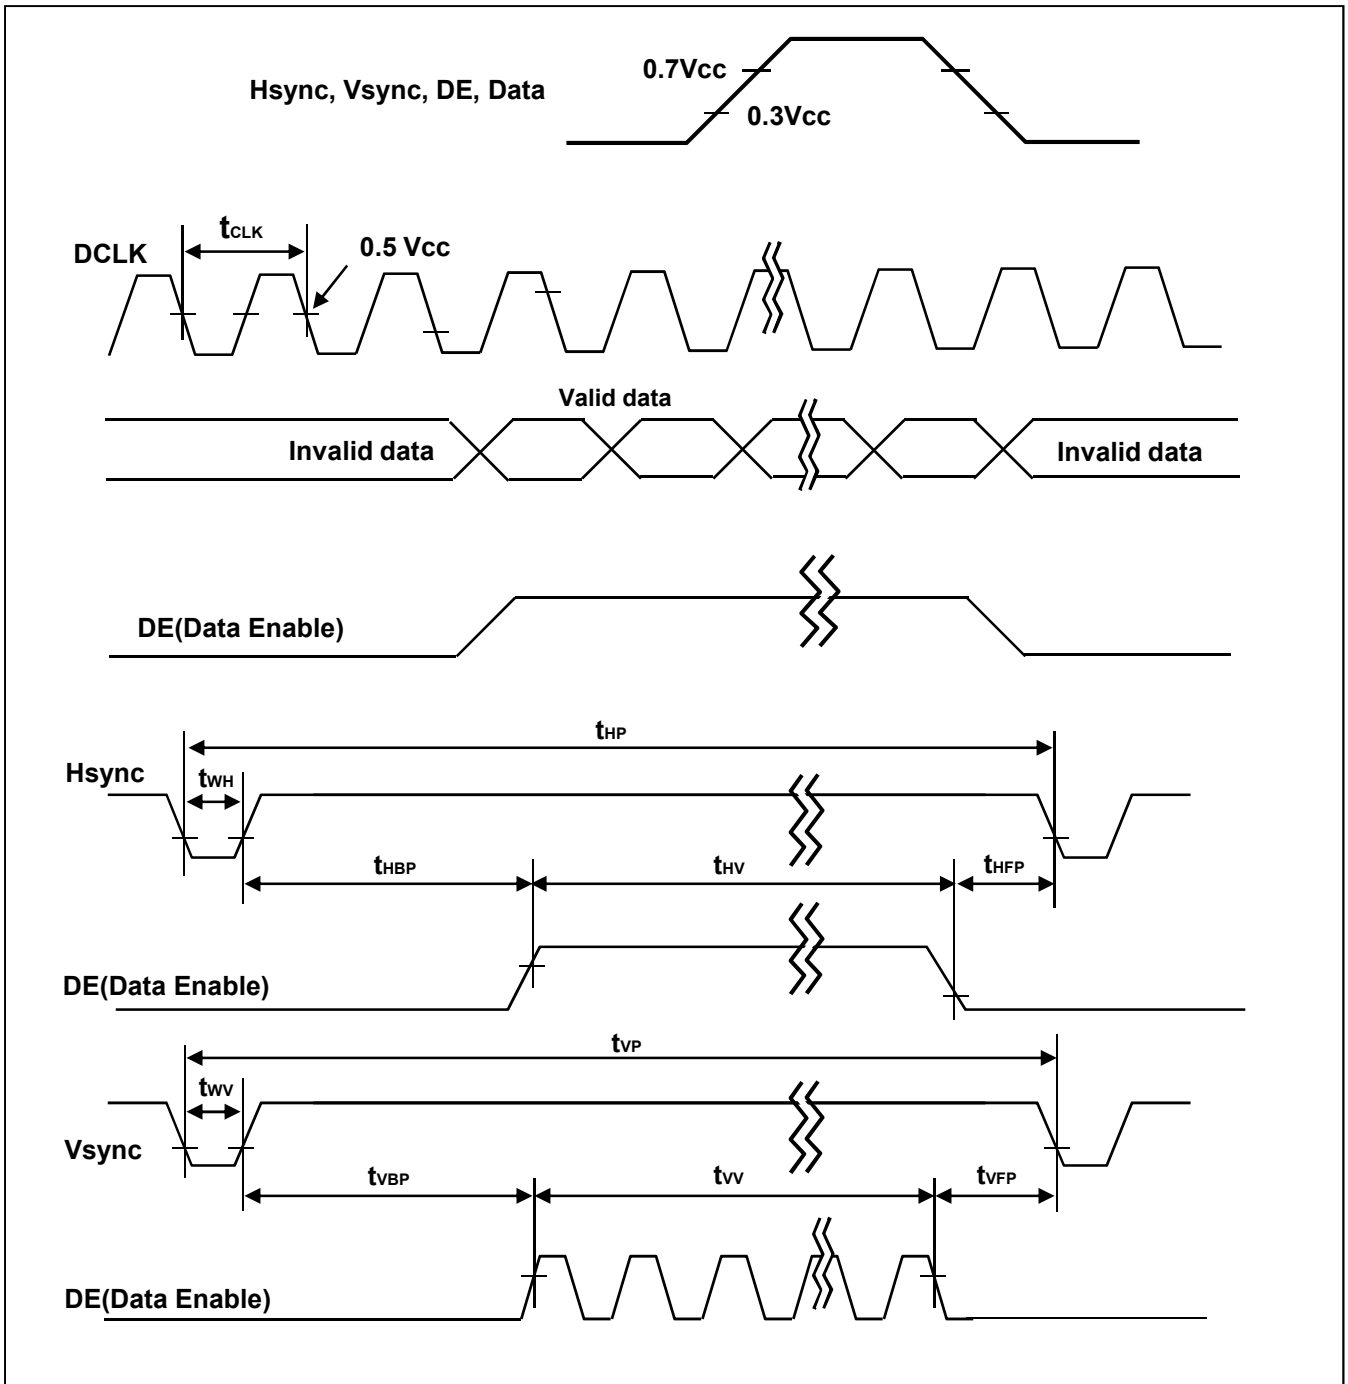 0.7Vcc
Hsync, Vsync, DE, Data
0.3Vcc
tCLK
DCLK
0.5 Vcc
Valid data
Invalid data
Invalid data
DE(Data Enable)
tHP
Hsync
tWH
tHBP
tHV
tHFP
DE(Data Enable)
tVP
tWV
Vsync
tVBP
tVV
tVFP
DE(Data Enable)